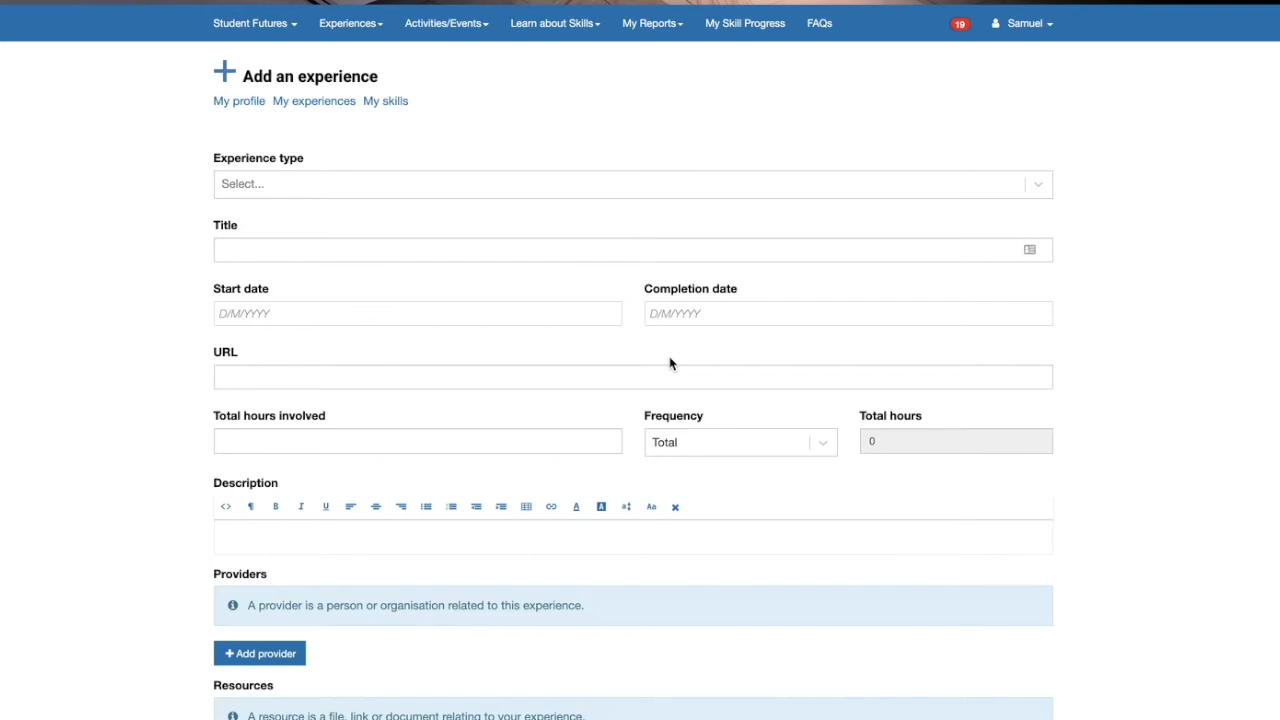 Student Futures Experiences Activities/Events Learn about Skills My Reports My Skill Progress FAQs 19 Samuel
Add an experience
My profile My experiences My skills
Experience type
Select...
Title
Start date Completion date
D/M/YYYY D/M/YYYY
URL
Total hours involved Frequency Total hours
Total 0
Description
<> ¶ B I U A A Aa
Providers
A provider is a person or organisation related to this experience.
+ Add provider
Resources
A resource is a file, link or document relating to your experience.